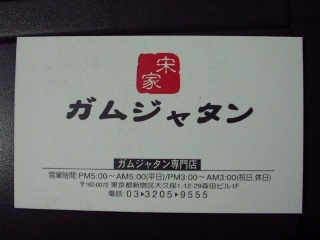 宋家
ガムジャタン
ガムジャタン専門店
営業時間 PM5:00～AM5:00(平日)/PM3:00～AM3:00(祝日,休日)
〒162-0072 東京都新宿区大久保1-12-29森田ビル1F
電話: 03▸3205▸9555